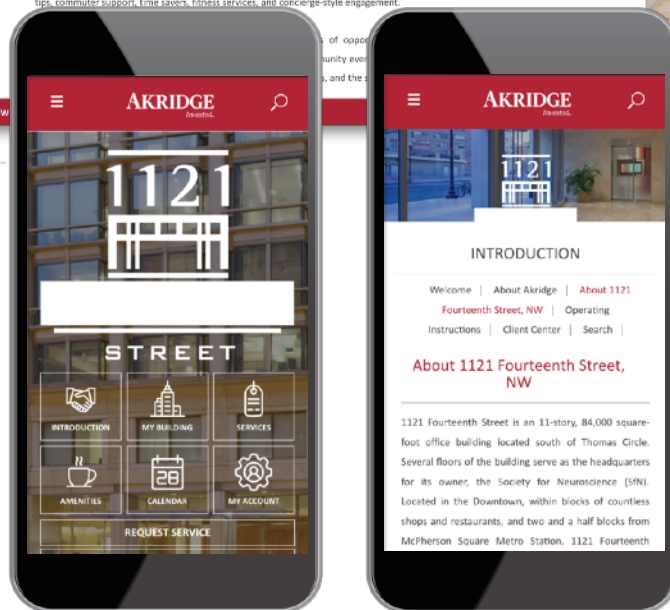 tips, commuter support, time savers, fitness services, and concierge-style engagement.
of oppor
munity even
s, and the s
W
AKRIDGE
Invested.
1121
STREET
INTRODUCTION
MY BUILDING
SERVICES
AMENITIES
28
CALENDAR
MY ACCOUNT
REQUEST SERVICE
AKRIDGE
Invested.
1121
INTRODUCTION
Welcome | About Akridge | About 1121
Fourteenth Street, NW | Operating
Instructions | Client Center | Search |
About 1121 Fourteenth Street,
NW
1121 Fourteenth Street is an 11-story, 84,000 square-
foot office building located south of Thomas Circle.
Several floors of the building serve as the headquarters
for its owner, the Society for Neuroscience (SfN).
Located in the Downtown, within blocks of countless
shops and restaurants, and two and a half blocks from
McPherson Square Metro Station, 1121 Fourteenth